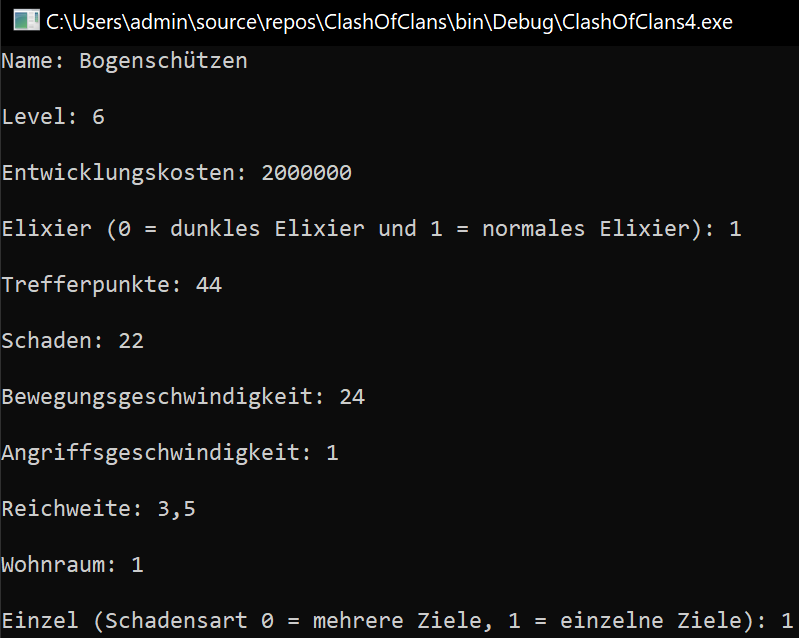 C:\Users\admin\source\repos\ClashOfClans\bin\Debug\ClashOfClans4.exe
Name: Bogenschützen
Level: 6
Entwicklungskosten: 2000000
Elixier (0 = dunkles Elixier und 1 = normales Elixier): 1
Trefferpunkte: 44
Schaden: 22
Bewegungsgeschwindigkeit: 24
Angriffsgeschwindigkeit: 1
Reichweite: 3,5
Wohnraum: 1
Einzel (Schadensart 0 = mehrere Ziele, 1 = einzelne Ziele): 1